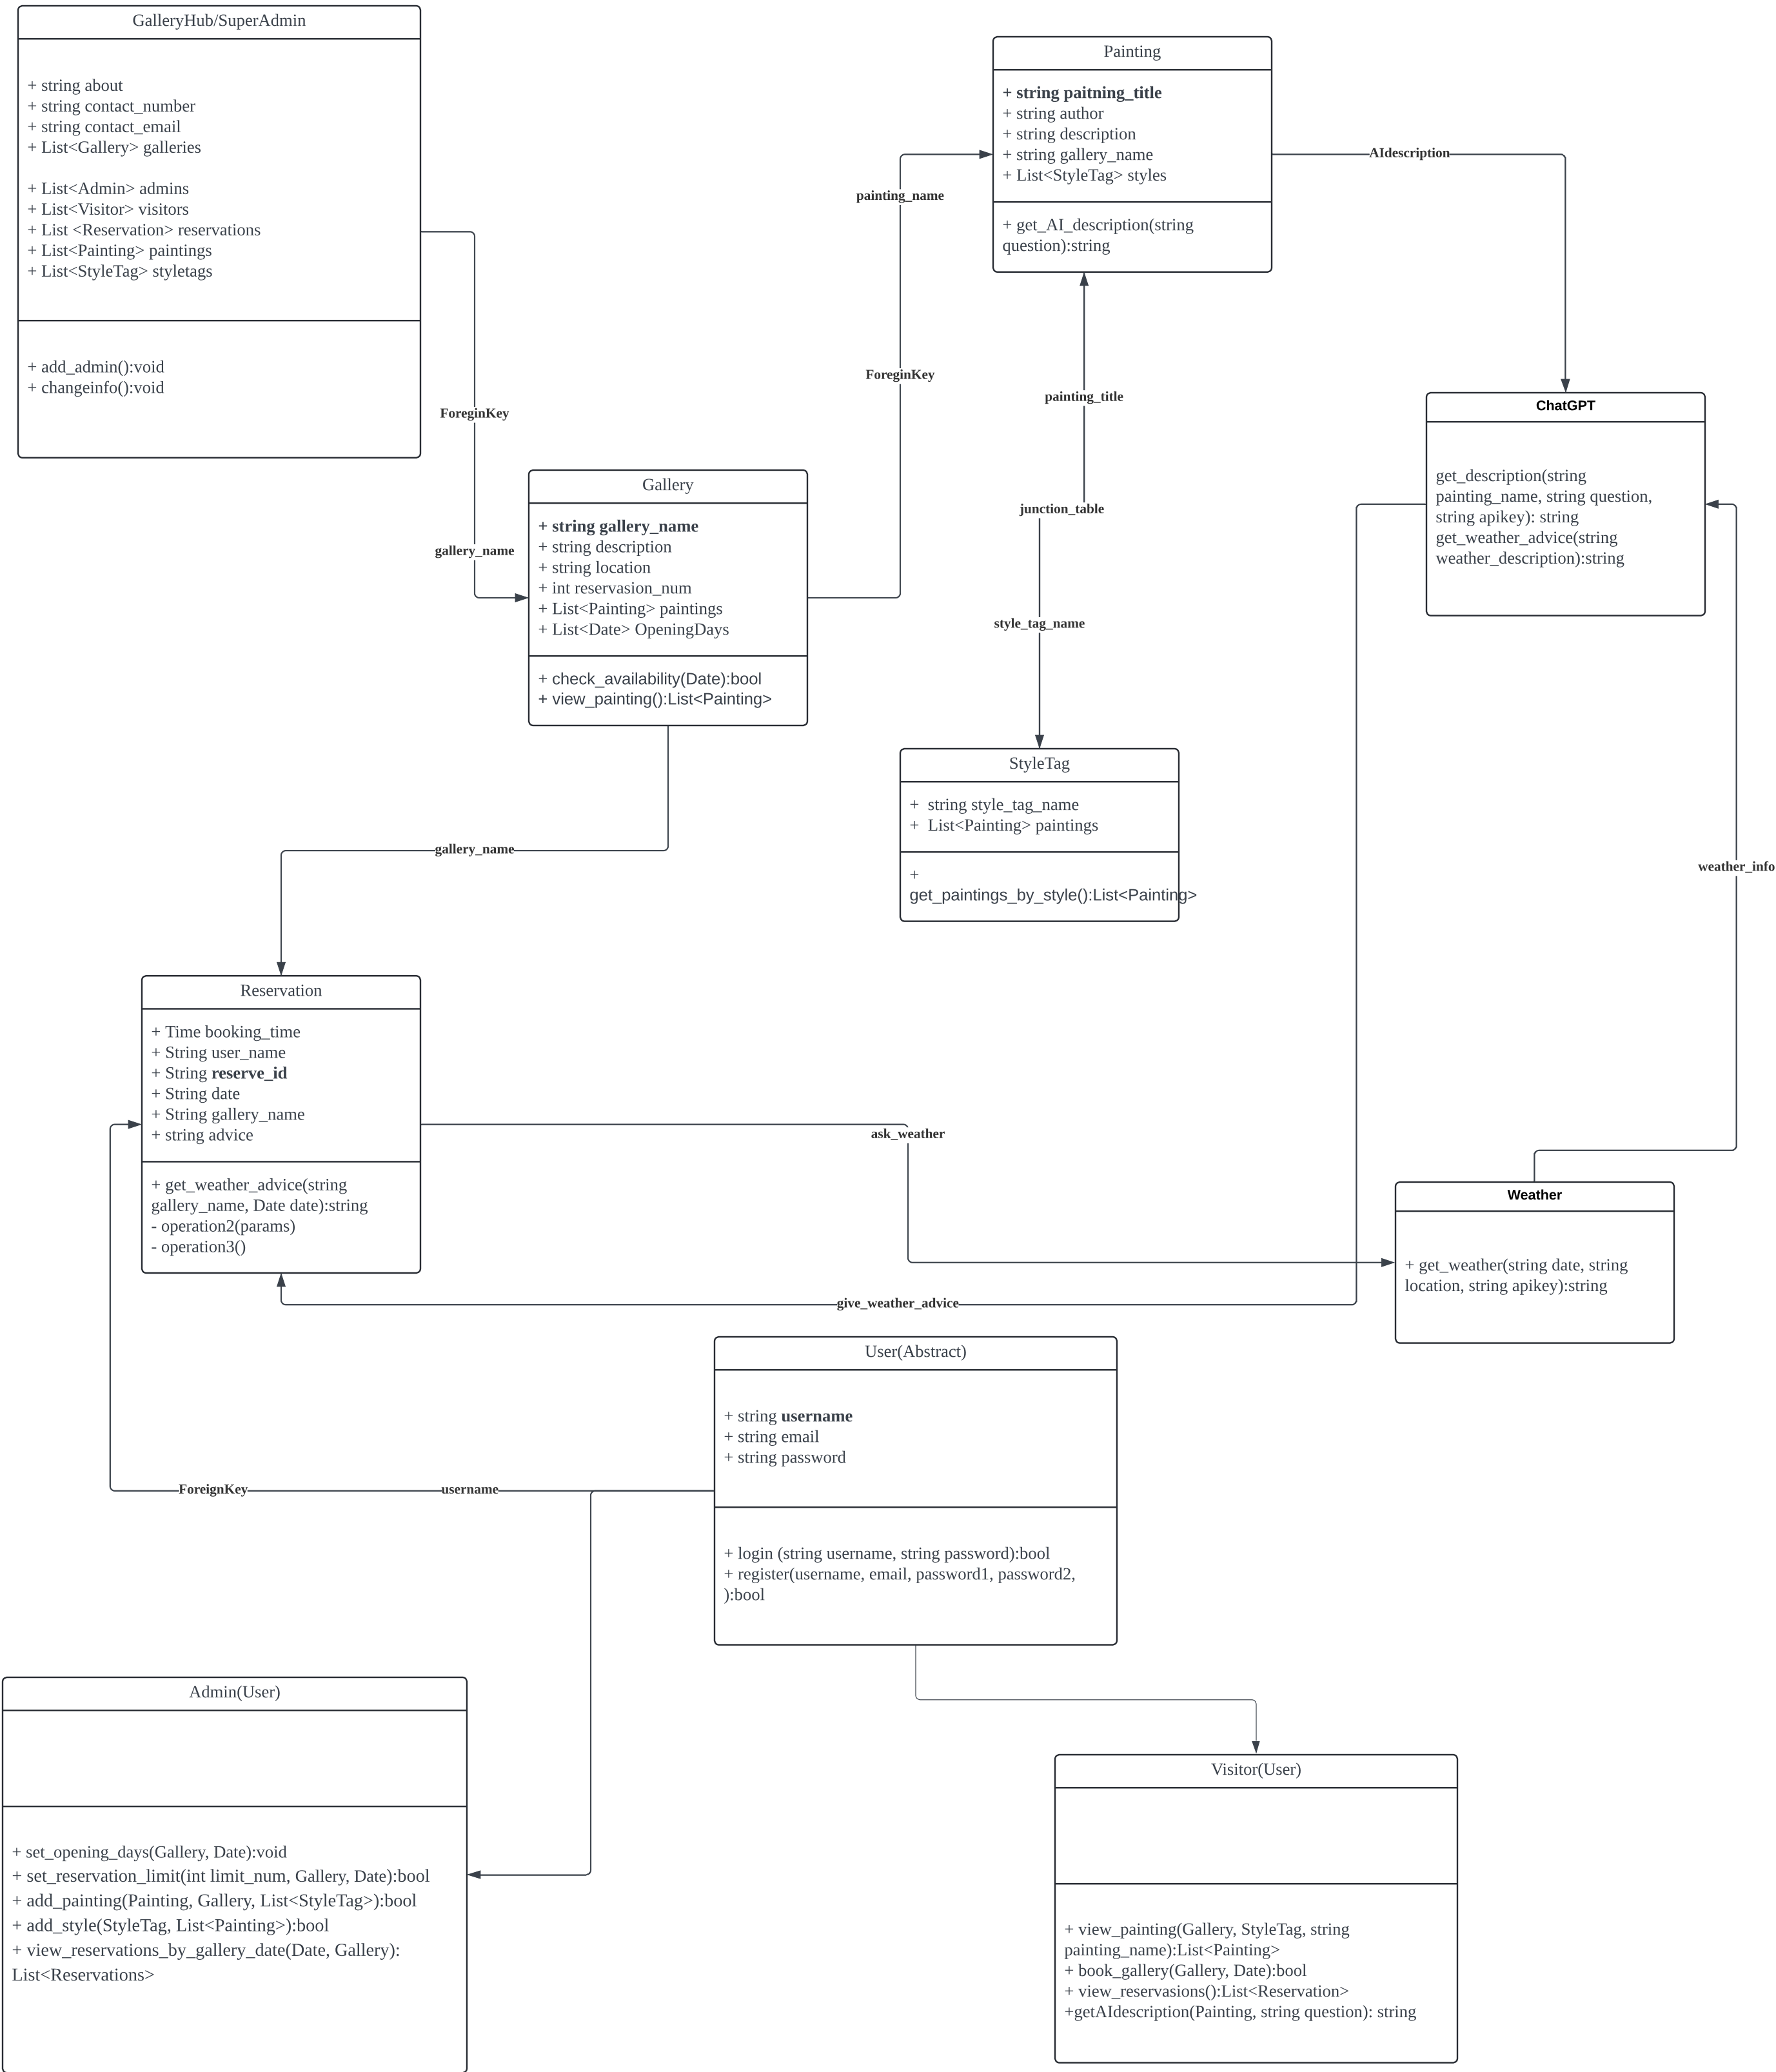 GalleryHub/SuperAdmin
+ string about
+ string contact_number
+ string contact_email
+ List<Gallery> galleries
+ List<Admin> admins
+ List<Visitor> visitors
+ List <Reservation> reservations
+ List<Painting> paintings
+ List<StyleTag> styletags
+ add_admin():void
+ changeinfo():void
ForeginKey
gallery_name
Painting
+ string paitning_title
+ string author
+ string description
+ string gallery_name
+ List<StyleTag> styles
+ get_AI_description(string
question):string
AIdescription
painting_name
ForeginKey
painting_title
junction_table
style_tag_name
ChatGPT
get_description(string
painting_name, string question,
string apikey): string
get_weather_advice(string
weather_description):string
Gallery
+ string gallery_name
+ string description
+ string location
+ int reservasion_num
+ List<Painting> paintings
+ List<Date> OpeningDays
+ check_availability(Date):bool
+ view_painting():List<Painting>
gallery_name
StyleTag
+ string style_tag_name
+ List<Painting> paintings
+
get_paintings_by_style():List<Painting>
weather_info
Reservation
+ Time booking_time
+ String user_name
+ String reserve_id
+ String date
+ String gallery_name
+ string advice
+ get_weather_advice(string
gallery_name, Date date):string
- operation2(params)
- operation3()
ask_weather
give_weather_advice
Weather
+ get_weather(string date, string
location, string apikey):string
User(Abstract)
+ string username
+ string email
+ string password
+ login (string username, string password):bool
+ register(username, email, password1, password2,
):bool
ForeignKey
username
Admin(User)
+ set_opening_days(Gallery, Date):void
+ set_reservation_limit(int limit_num, Gallery, Date):bool
+ add_painting(Painting, Gallery, List<StyleTag>):bool
+ add_style(StyleTag, List<Painting>):bool
+ view_reservations_by_gallery_date(Date, Gallery):
List<Reservations>
Visitor(User)
+ view_painting(Gallery, StyleTag, string
painting_name):List<Painting>
+ book_gallery(Gallery, Date):bool
+ view_reservasions():List<Reservation>
+getAIdescription(Painting, string question): string